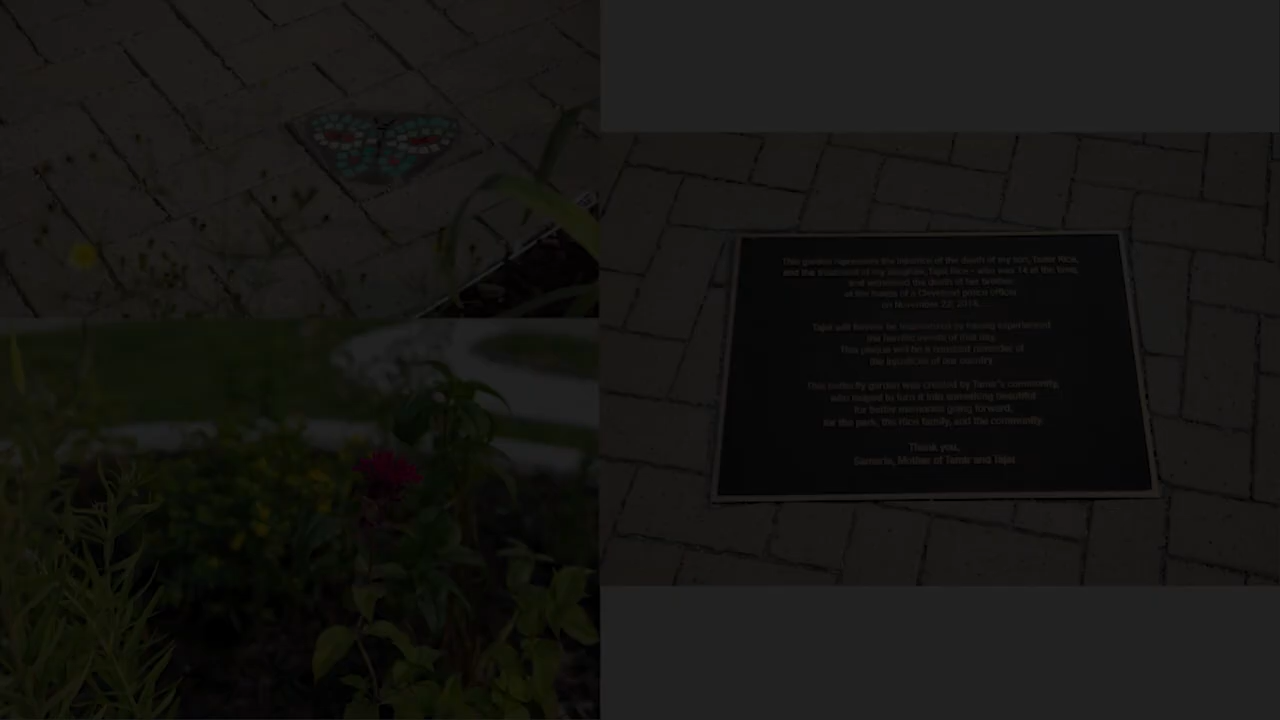 This garden represents the injustice of the death of my son, Tamir Rice,
and the treatment of my daughter, Tajai Rice - who was 14 at the time,
and witnessed the death of her brother
at the hands of a Cleveland police officer
on November 22, 2014.
Tajai will forever be traumatized by having experienced
the horrific events of that day.
This plaque will be a constant reminder of
the injustices of our country.
This butterfly garden was created by Tamir's community,
who helped to turn it into something beautiful
for better memories going forward,
for the park, the Rice family, and the community.
Thank you,
Samaria, Mother of Tamir and Tajai